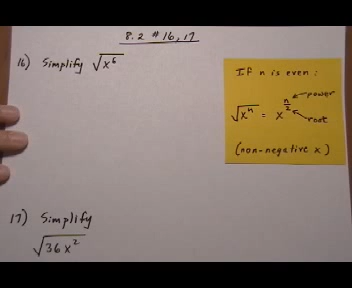 8.2 #16,17
16) Simplify √x⁶
If n is even:
√xⁿ = x^(n/2) power
root
(non-negative x)
17) Simplify
√36x²